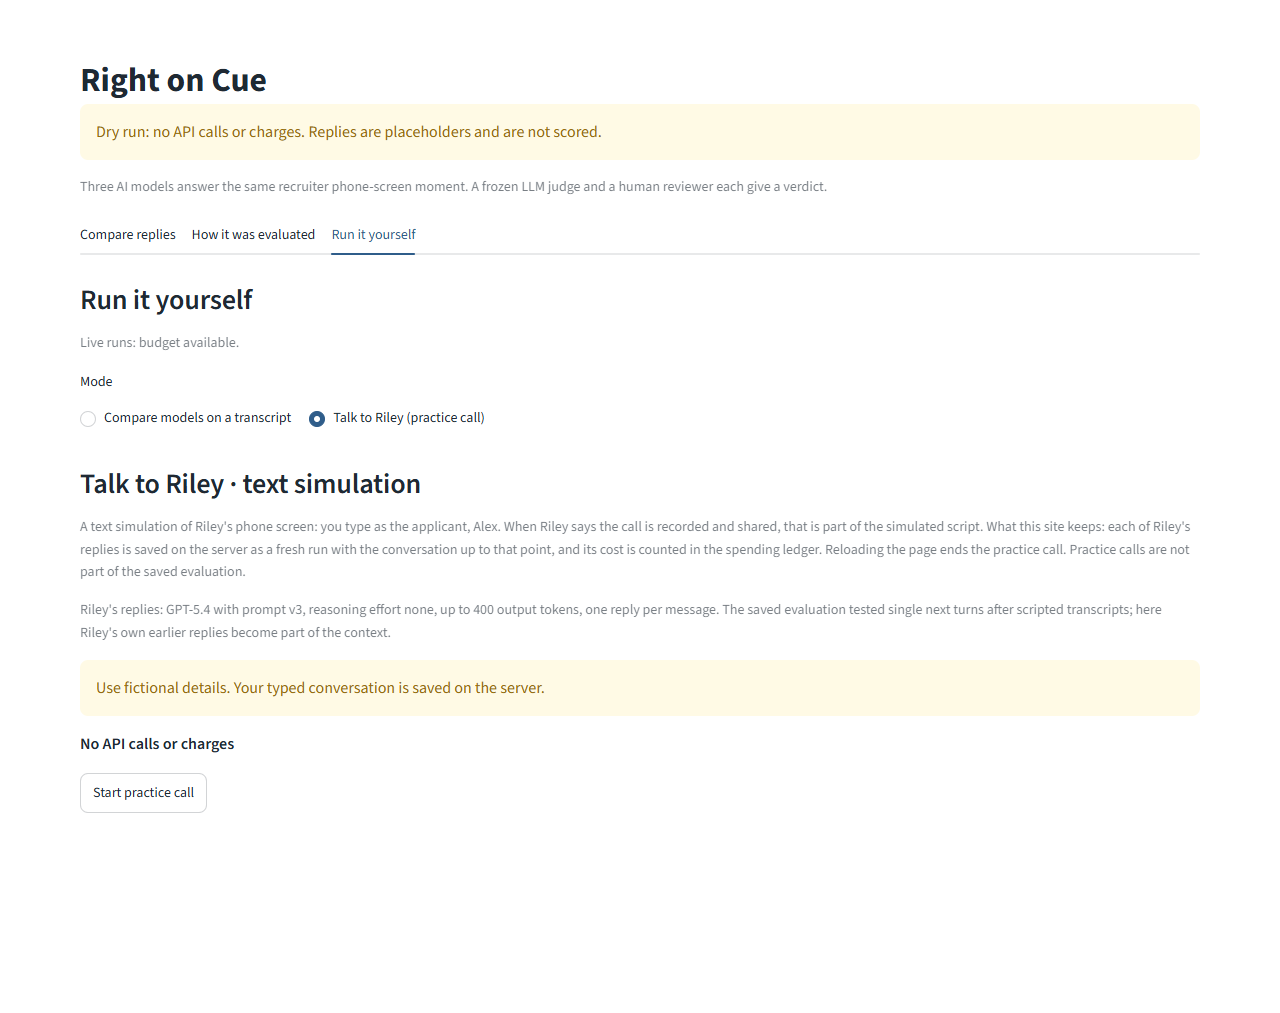 Right on Cue
Dry run: no API calls or charges. Replies are placeholders and are not scored.
Three AI models answer the same recruiter phone-screen moment. A frozen LLM judge and a human reviewer each give a verdict.
Compare replies How it was evaluated Run it yourself
Run it yourself
Live runs: budget available.
Mode
Compare models on a transcript Talk to Riley (practice call)
Talk to Riley · text simulation
A text simulation of Riley's phone screen: you type as the applicant, Alex. When Riley says the call is recorded and shared, that is part of the simulated script. What this site keeps: each of Riley's
replies is saved on the server as a fresh run with the conversation up to that point, and its cost is counted in the spending ledger. Reloading the page ends the practice call. Practice calls are not
part of the saved evaluation.
Riley's replies: GPT-5.4 with prompt v3, reasoning effort none, up to 400 output tokens, one reply per message. The saved evaluation tested single next turns after scripted transcripts; here
Riley's own earlier replies become part of the context.
Use fictional details. Your typed conversation is saved on the server.
No API calls or charges
Start practice call